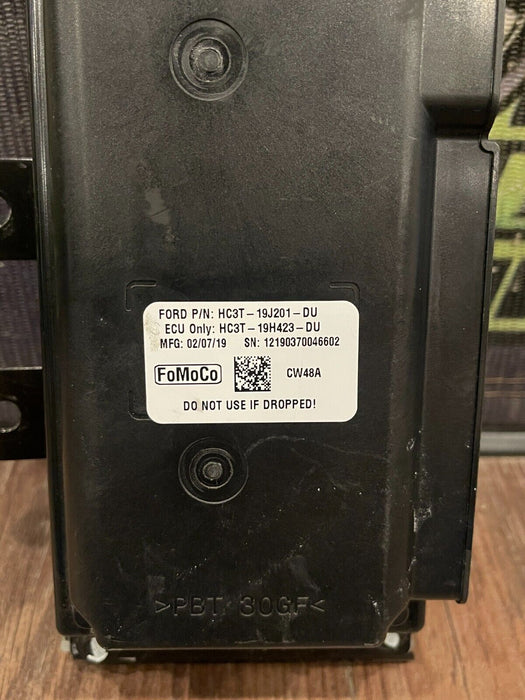 FORD P/N: HC3T-19J201-DU
ECU Only: HC3T-19H423-DU
MFG: 02/07/19 SN: 12190370046602
FoMoCo CW48A
DO NOT USE IF DROPPED!
>PBT 30GF<